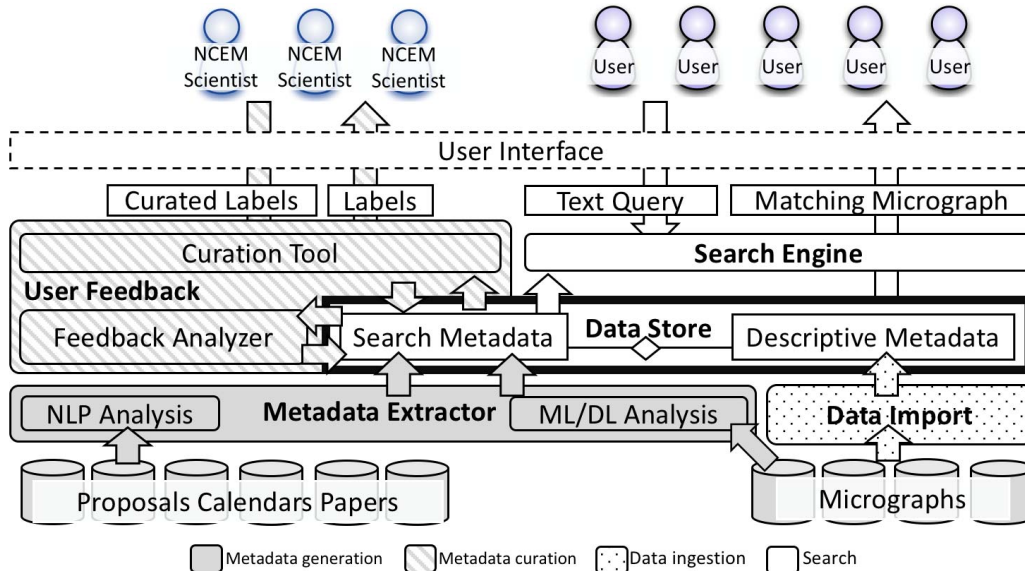 NCEM
Scientist
NCEM
Scientist
NCEM
Scientist
User
User
User
User
User
User Interface
Curated Labels
Labels
Text Query
Matching Micrograph
Curation Tool
Search Engine
User Feedback
Feedback Analyzer
Search Metadata
Data Store
Descriptive Metadata
NLP Analysis
Metadata Extractor
ML/DL Analysis
Data Import
Proposals Calendars Papers
Micrographs
Metadata generation
Metadata curation
Data ingestion
Search